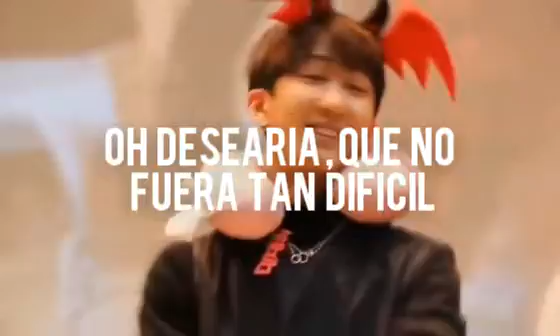 OH DESEARIA, QUE NO
FUERA TAN DIFICIL